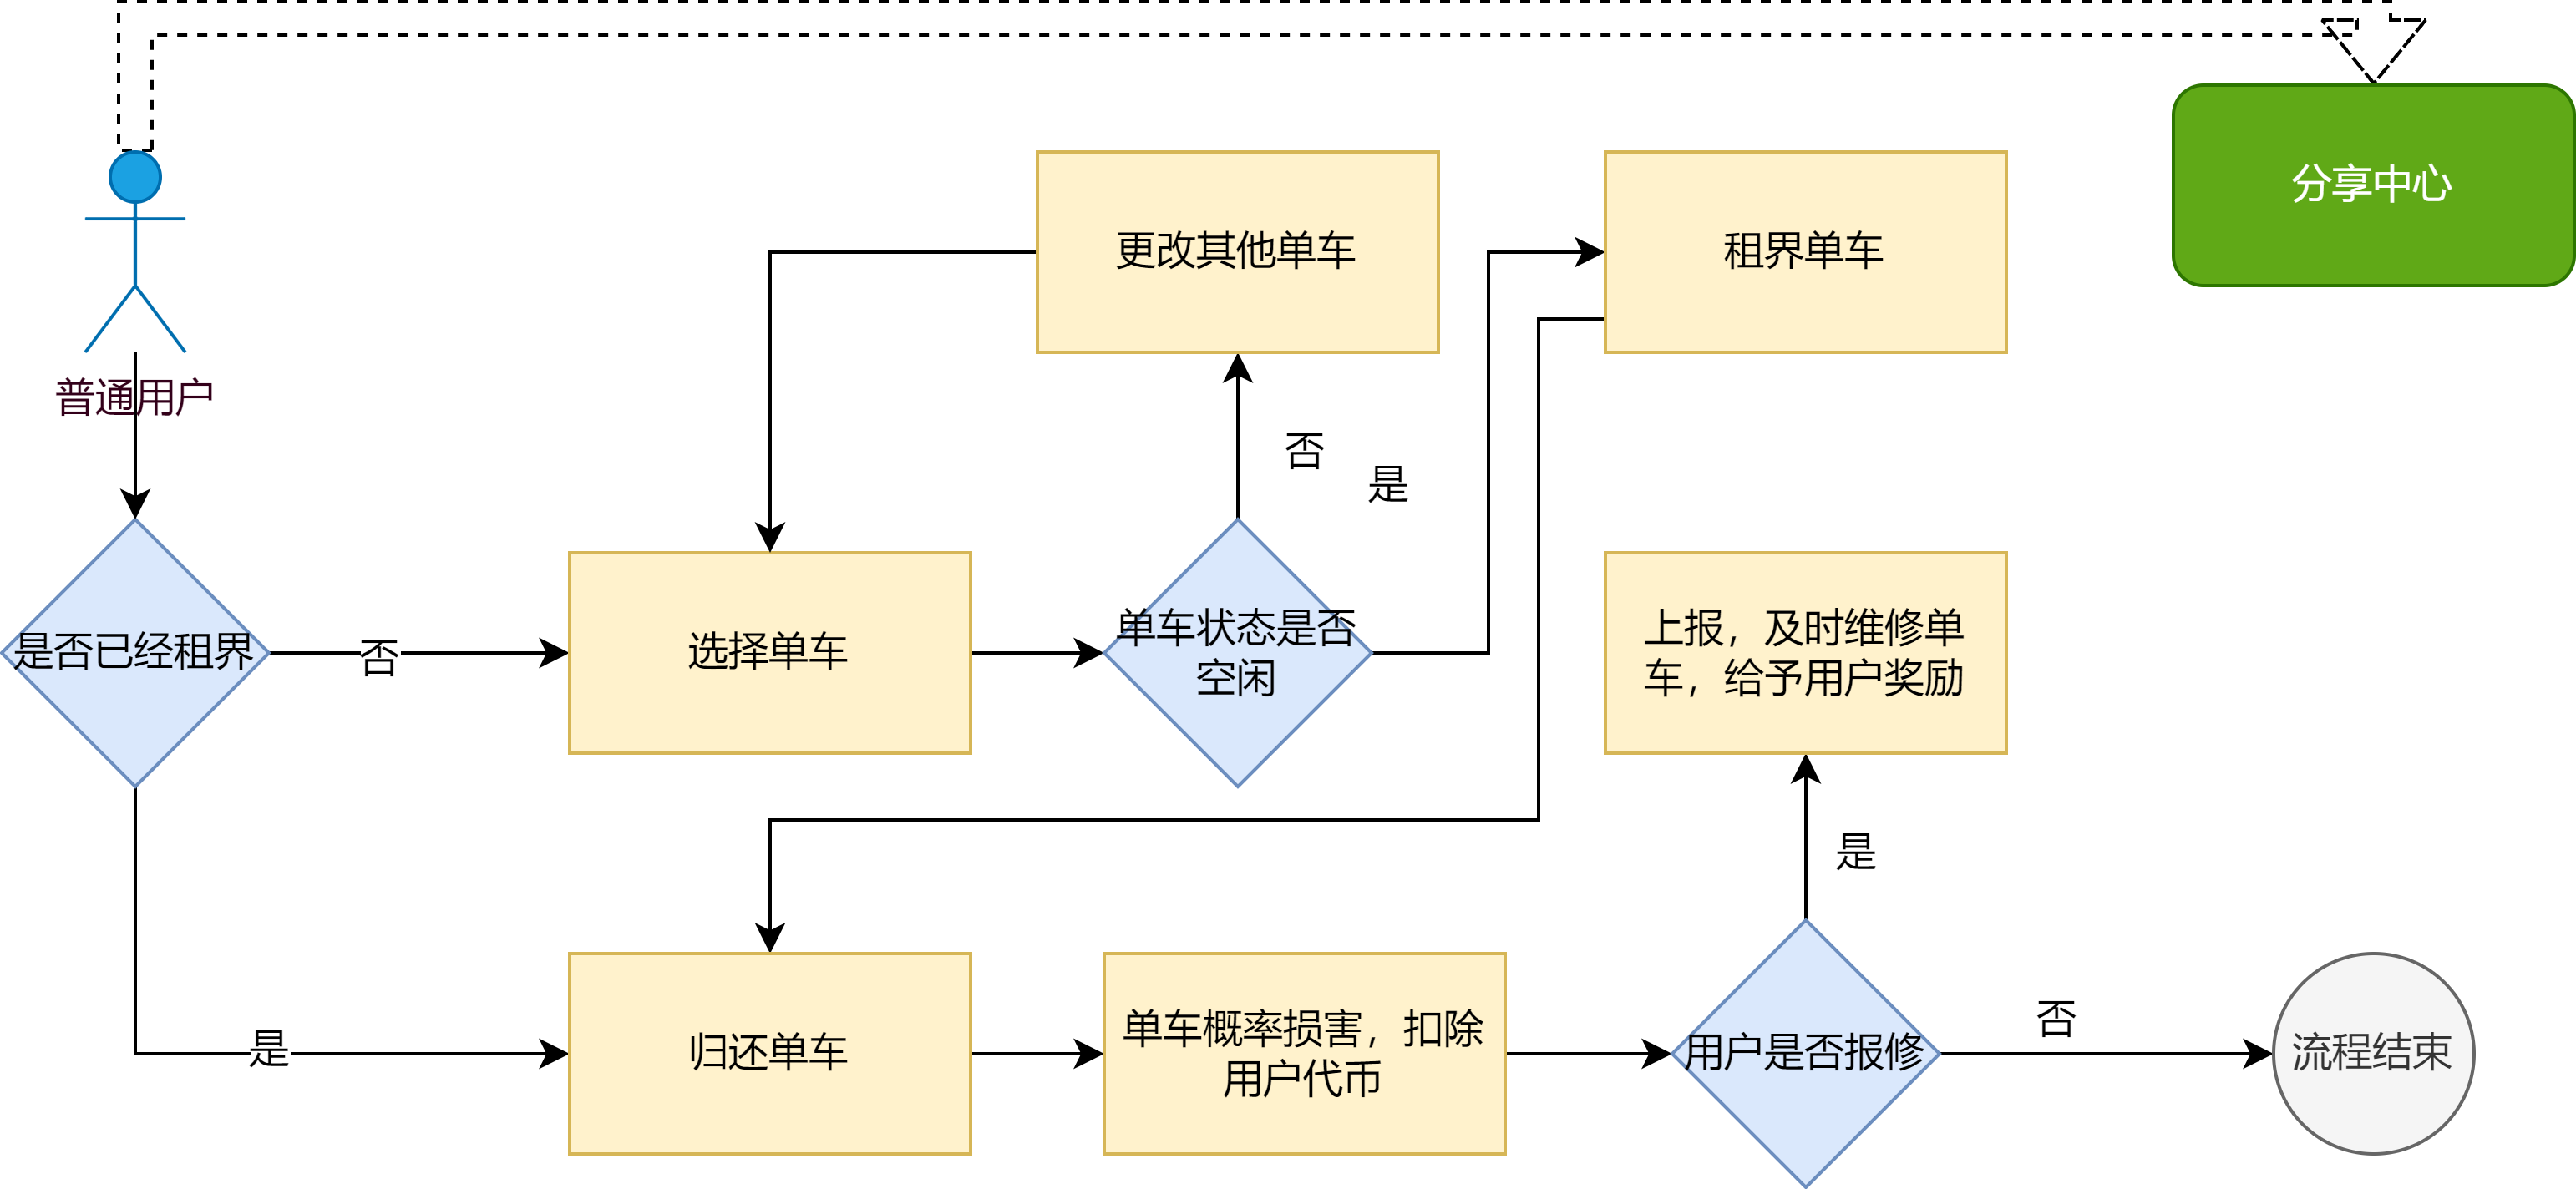 分享中心
更改其他单车
租界单车
普通用户
否
是
是否已经租界
否
选择单车
单车状态是否
空闲
上报，及时维修单
车，给予用户奖励
是
是
归还单车
单车概率损害，扣除
用户代币
用户是否报修
否
流程结束